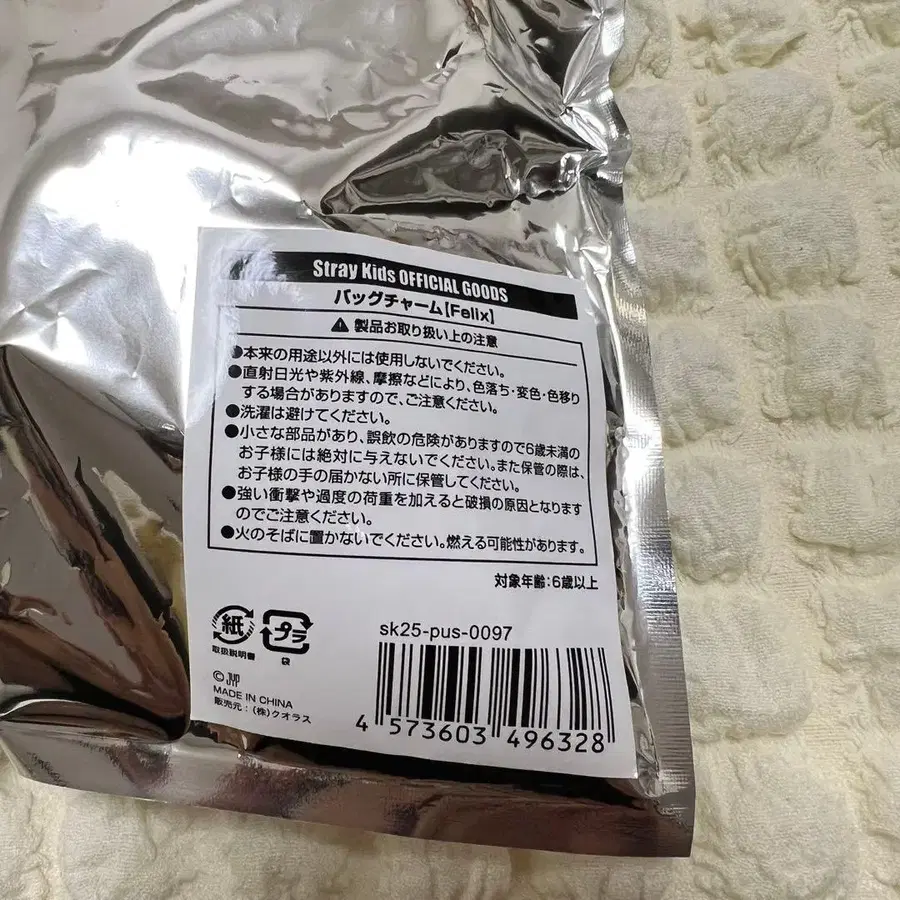 Stray Kids OFFICIAL GOODS
バッグチャーム【Felix】
製品お取り扱い上の注意
●本来の用途以外には使用しないでください。
●直射日光や紫外線、摩擦などにより、色落ち・変色・色移り
する場合がありますので、ご注意ください。
●洗濯は避けてください。
●小さな部品があり、誤飲の危険がありますので6歳未満の
お子様には絶対に与えないでください。また保管の際は、
お子様の手の届かない所に保管してください。
●強い衝撃や過度の荷重を加えると破損の原因となります
のでご注意ください。
●火のそばに置かないでください。燃える可能性があります。
対象年齢:6歳以上
紙
取扱説明書
プラ
袋
sk25-pus-0097
© JYP
MADE IN CHINA
販売元:(株)クオラス
4 573603 496328